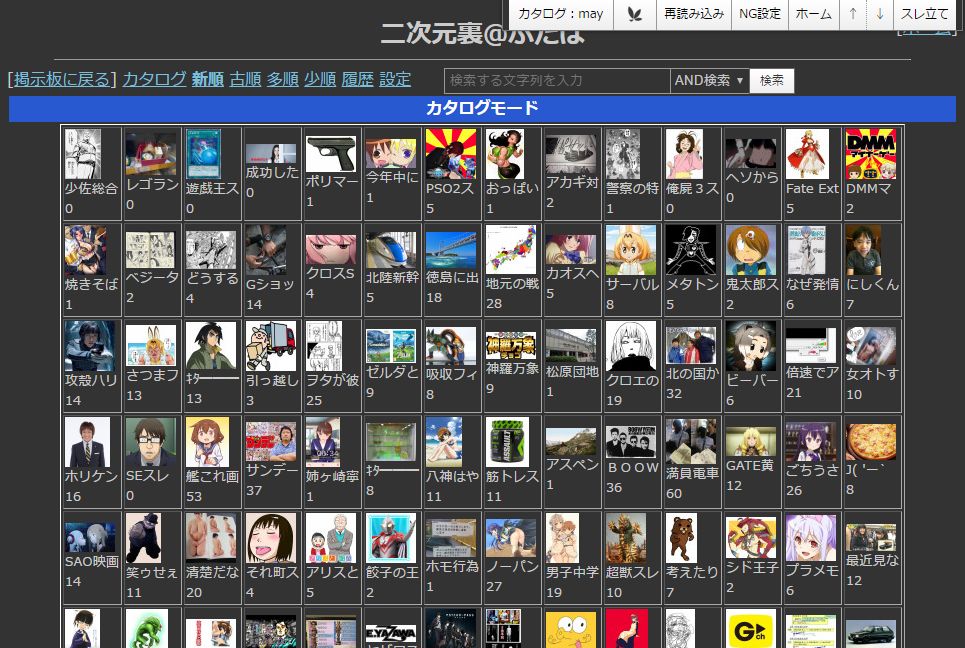 カタログ：may 再読み込み NG設定 ホーム ↑ ↓ スレ立て
二次元裏@ふたば
[掲示板に戻る] カタログ 新順 古順 多順 少順 履歴 設定 検索する文字列を入力 AND検索 ▼ 検索
カタログモード
少佐総合 レゴラン 遊戯王ス 成功した ポリマー 今年中に PSO2ス おっぱい アカギ対 警察の特 俺屍３ス ヘソから Fate Ext DMMマ
0 0 0 0 1 1 5 1 2 1 0 0 5 2
焼きそば ベジータ どうする Gショッ クロスS 北陸新幹 徳島に出 地元の戦 カオスヘ サーバル メタトン 鬼太郎ス なぜ発情 にしくん
1 2 4 14 4 5 18 28 5 8 5 2 6 7
攻殻ハリ さつまフ ｷﾀ━━━ 引っ越し ヲタが彼 ゼルダと 吸収フィ 神羅万象 松原団地 クロエの 北の国か ビーバー 倍速でア 女オトす
14 13 13 4 25 9 8 9 1 19 32 6 21 10
ホリケン SEスレ 艦これ画 サンデー 姉ヶ崎寧 ｷﾀ━━━ 八神はや 筋トレス アスペン ＢＯＯＷ 満員電車 GATE黄 ごちうさ J( 'ー`
16 0 53 37 1 8 11 11 1 36 60 12 26 8
SAO映画 笑ゥせぇ 清楚だな それ町ス アリスと 餃子の王 ホモ行為 ノーパン 男子中学 超獣スレ 考えたり シド王子 プラメモ 最近見な
14 11 20 4 5 2 1 27 19 10 7 2 6 12